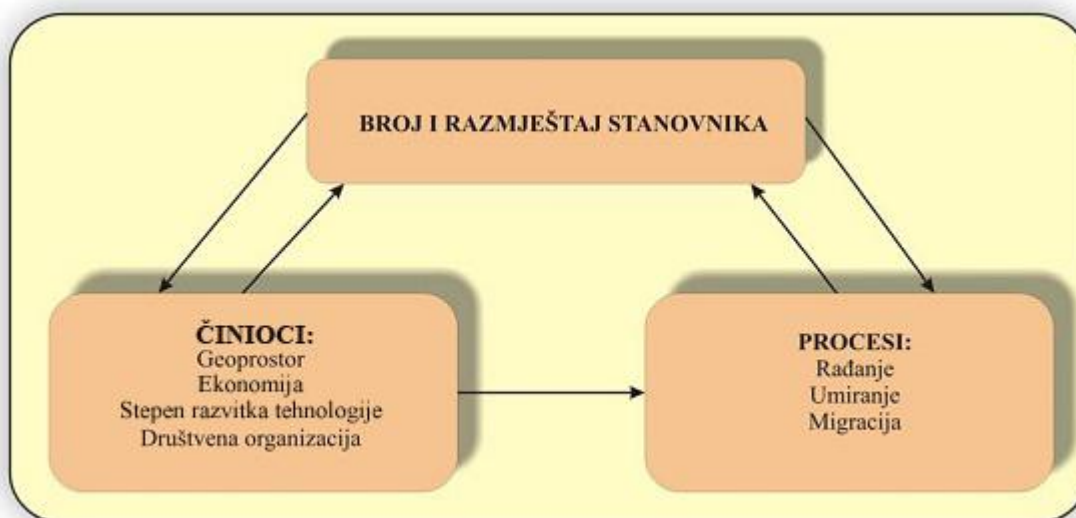 BROJ I RAZMJEŠTAJ STANOVNIKA
ČINIOCI:
Geoprostor
Ekonomija
Stepen razvitka tehnologije
Društvena organizacija
PROCESI:
Rađanje
Umiranje
Migracija